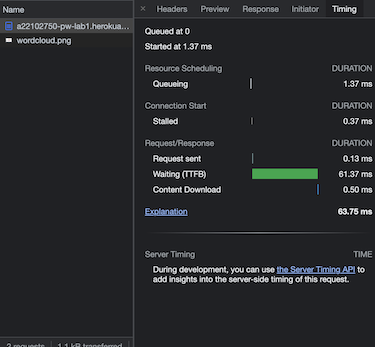 Name
a22102750-pw-lab1.herokua...
wordcloud.png
× Headers Preview Response Initiator Timing
Queued at 0
Started at 1.37 ms
Resource Scheduling DURATION
Queueing 1.37 ms
Connection Start DURATION
Stalled 0.37 ms
Request/Response DURATION
Request sent 0.13 ms
Waiting (TTFB) 61.37 ms
Content Download 0.50 ms
Explanation 63.75 ms
Server Timing TIME
During development, you can use the Server Timing API to
add insights into the server-side timing of this request.
2 requests 1.1 kB transferred